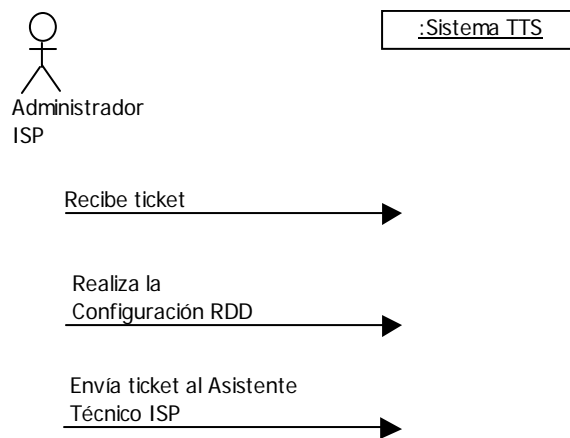 :Sistema TTS
Administrador
ISP
Recibe ticket
Realiza la
Configuración RDD
Envía ticket al Asistente
Técnico ISP